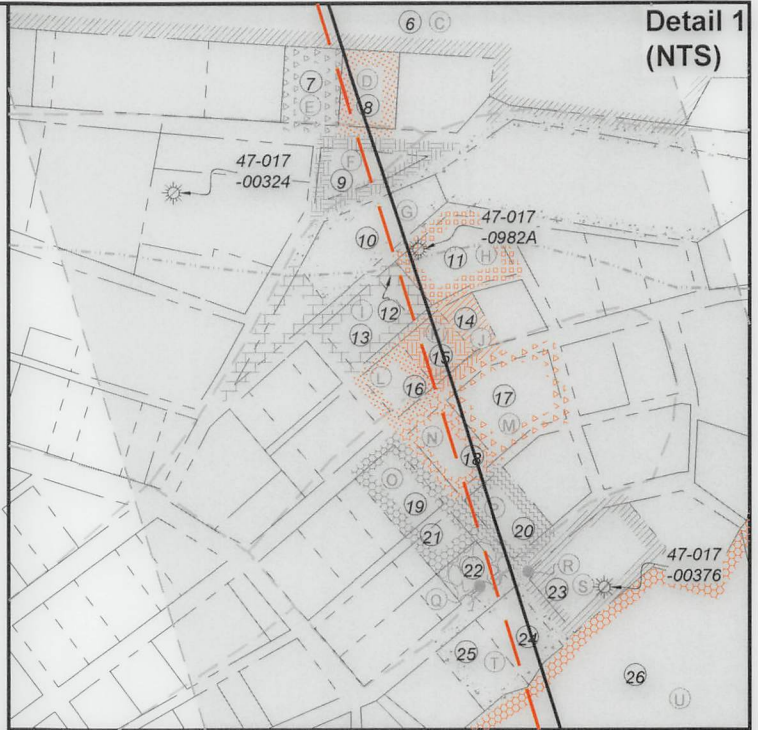 Detail 1
(NTS)
6 C
7
E
D
8
47-017
-00324
F
9
G
47-017
-0982A
10
11 H
I 12
13
14
J
15
L
16
17
M
N
18
O
19
21
20
22
Q
R
23 S
47-017
-00376
24
25
T
26
U